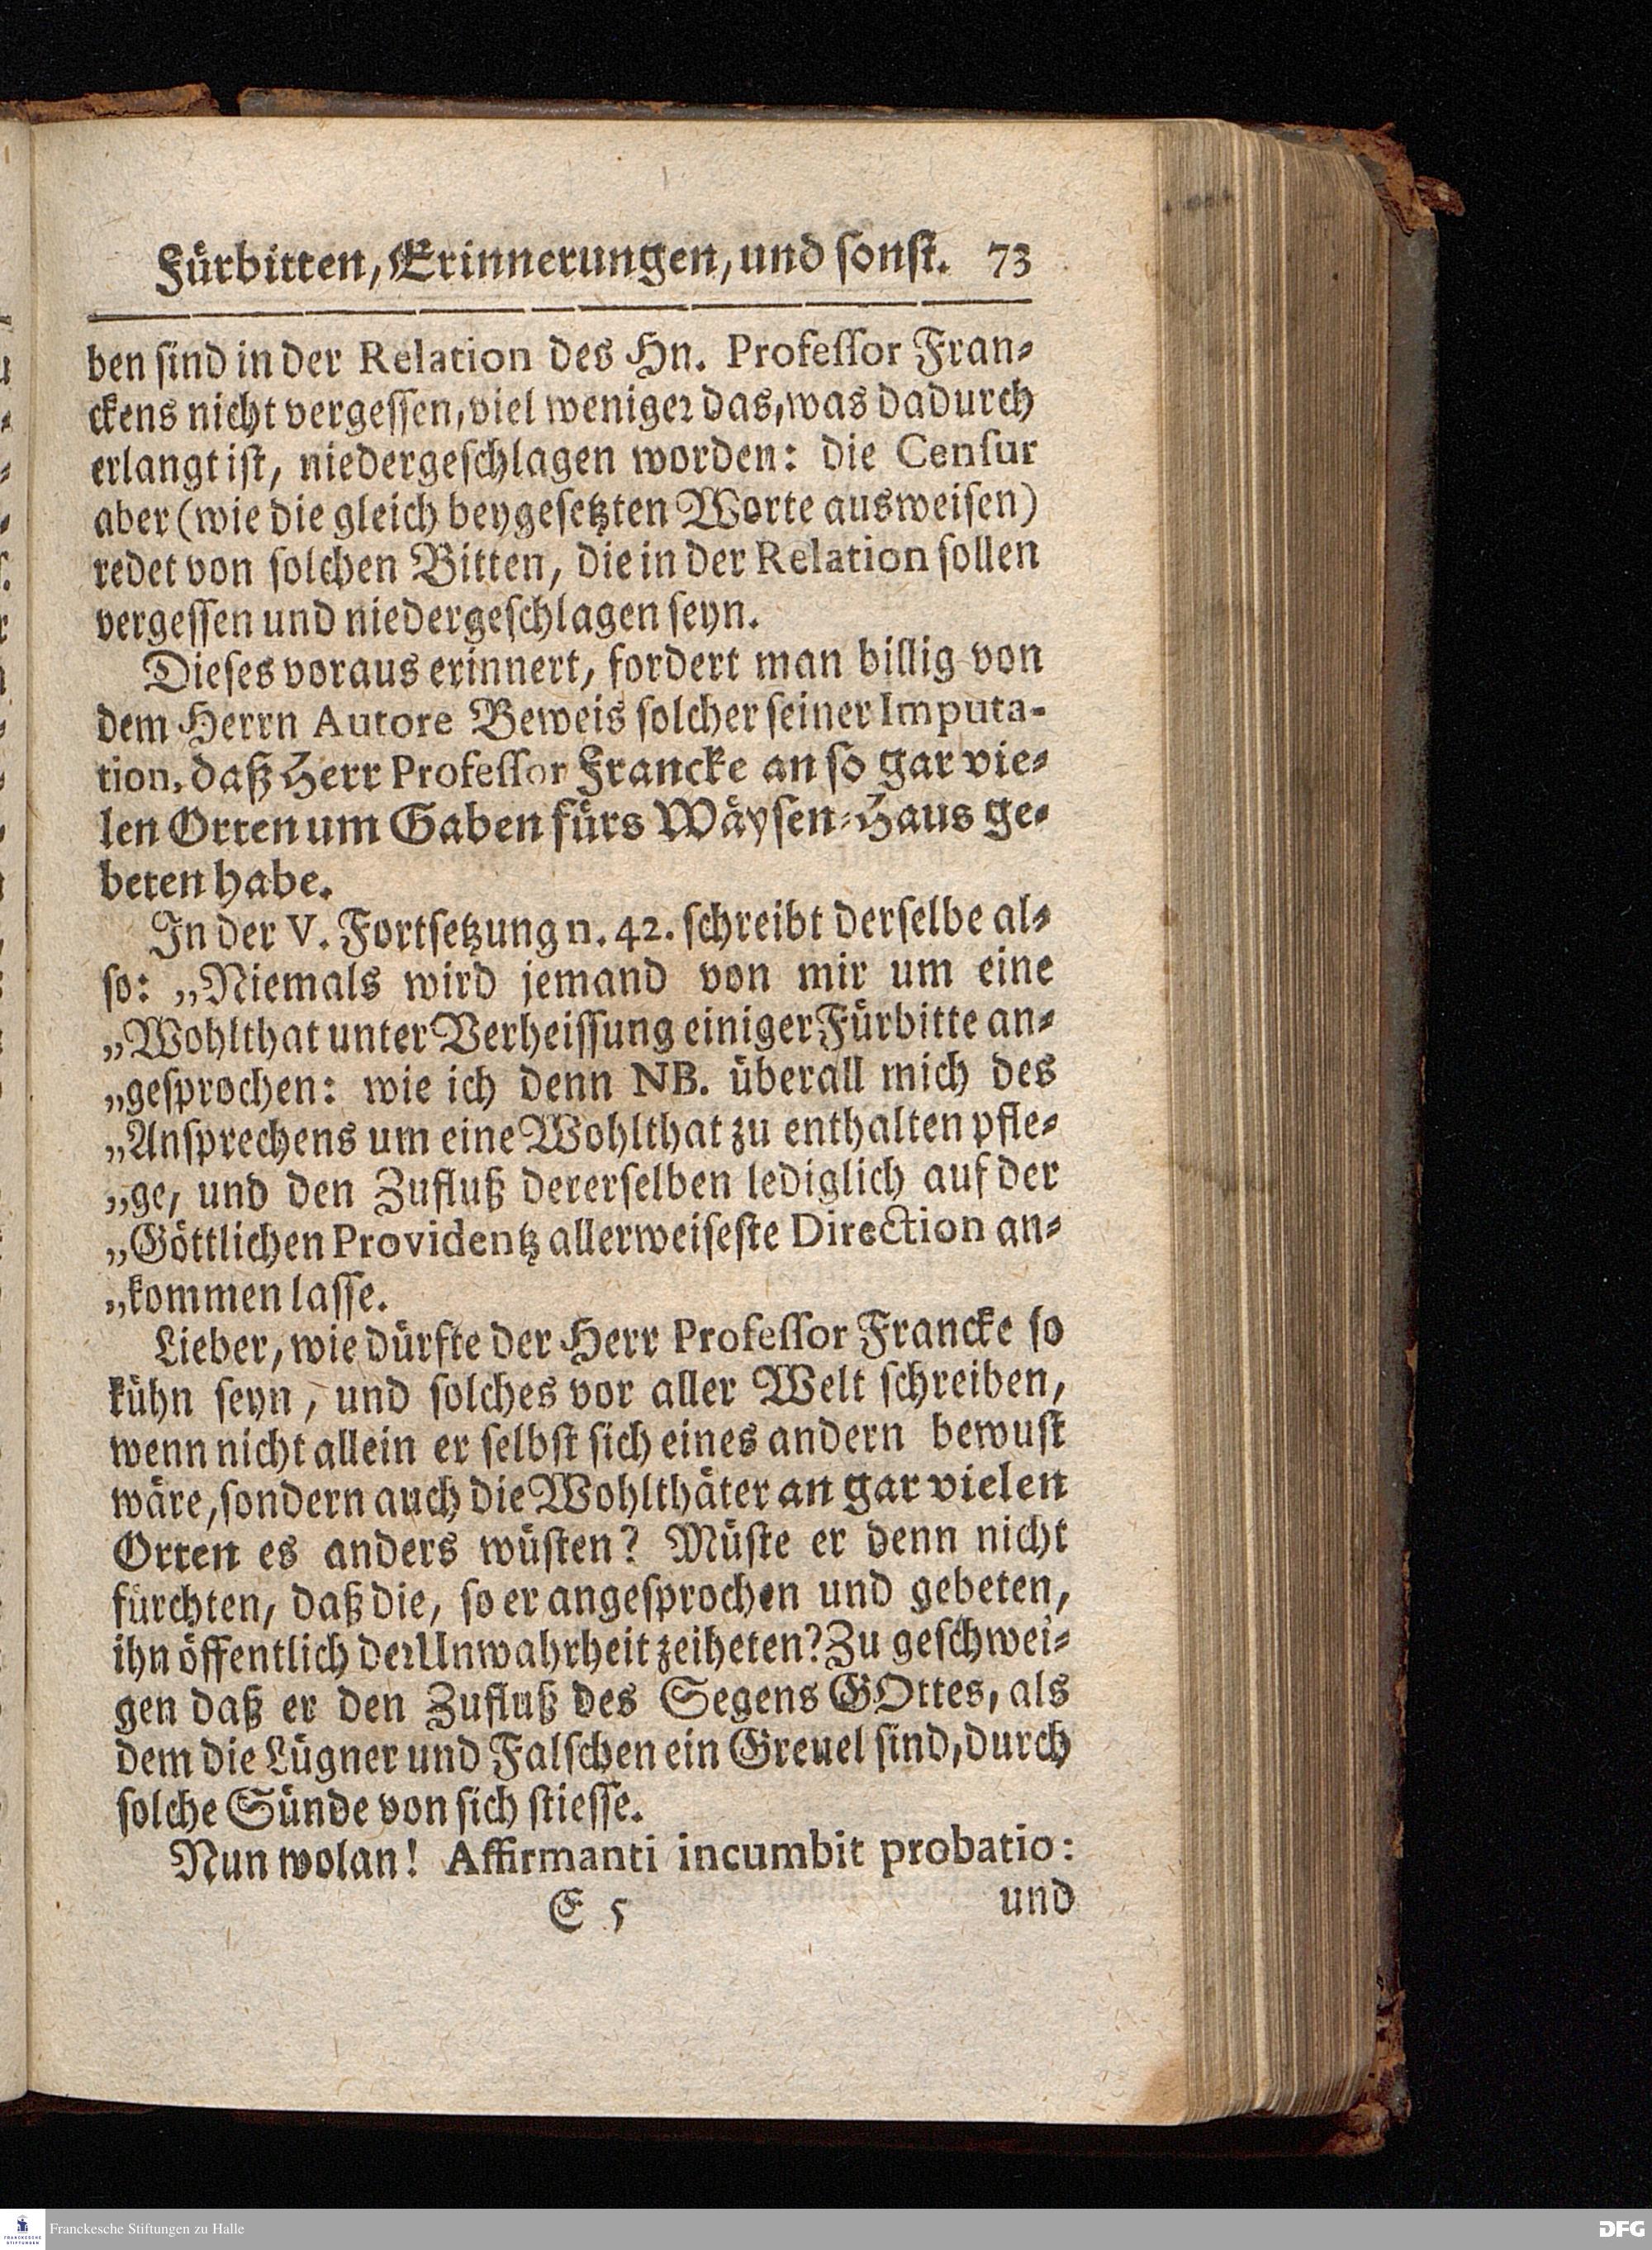 Fürbitten, Erinnerungen, und sonst. 73
ben sind in der Relation des Hn. Professor Fran-
ckens nicht vergessen, viel weniger das, was dadurch
erlangt ist, niedergeschlagen worden: die Censur
aber (wie die gleich beygesetzten Worte ausweisen)
redet von solchen Bitten, die in der Relation sollen
vergessen und niedergeschlagen seyn.
Dieses voraus erinnert, fordert man billig von
dem Herrn Autore Beweis solcher seiner Imputa-
tion, daß Herr Professor Francke an so gar vie-
len Orten um Gaben fürs Wäysen-Haus ge-
beten habe.
In der V. Fortsetzung n. 42. schreibt derselbe al-
so: „Niemals wird jemand von mir um eine
„Wohlthat unter Verheissung einiger Fürbitte an-
„gesprochen: wie ich denn NB. überall mich des
„Ansprechens um eine Wohlthat zu enthalten pfle-
„ge, und den Zufluß dererselben lediglich auf der
„Göttlichen Providentz allerweiseste Direction an-
„kommen lasse.
Lieber, wie dürfte der Herr Professor Francke so
kühn seyn, und solches vor aller Welt schreiben,
wenn nicht allein er selbst sich eines andern bewust
wäre, sondern auch die Wohlthäter an gar vielen
Orten es anders wüsten? Müste er denn nicht
fürchten, daß die, so er angesprochen und gebeten,
ihn öffentlich der Unwahrheit zeiheten? Zu geschwei-
gen daß er den Zufluß des Segens GOttes, als
dem die Lügner und Falschen ein Greuel sind, durch
solche Sünde von sich stiesse.
Nun wolan! Affirmanti incumbit probatio:
E 5 und
Franckesche Stiftungen zu Halle
DFG